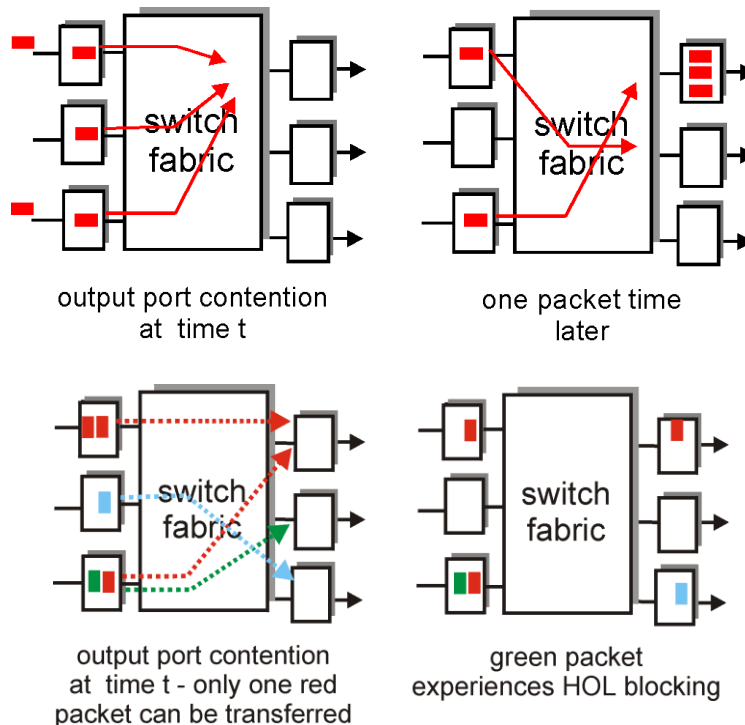 switch
fabric
output port contention
at time t
switch
fabric
one packet time
later
switch
fabric
output port contention
at time t - only one red
packet can be transferred
switch
fabric
green packet
experiences HOL blocking